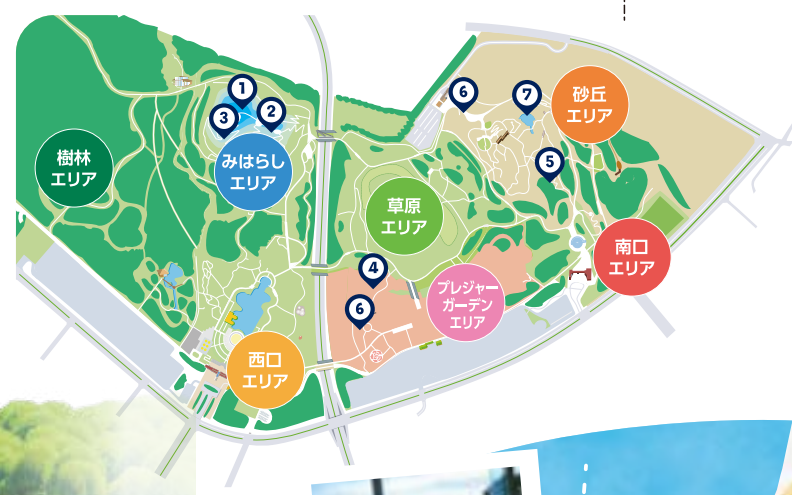 1
2
3
樹林
エリア
みはらし
エリア
6
7
砂丘
エリア
5
草原
エリア
南口
エリア
4
6
プレジャー
ガーデン
エリア
西口
エリア